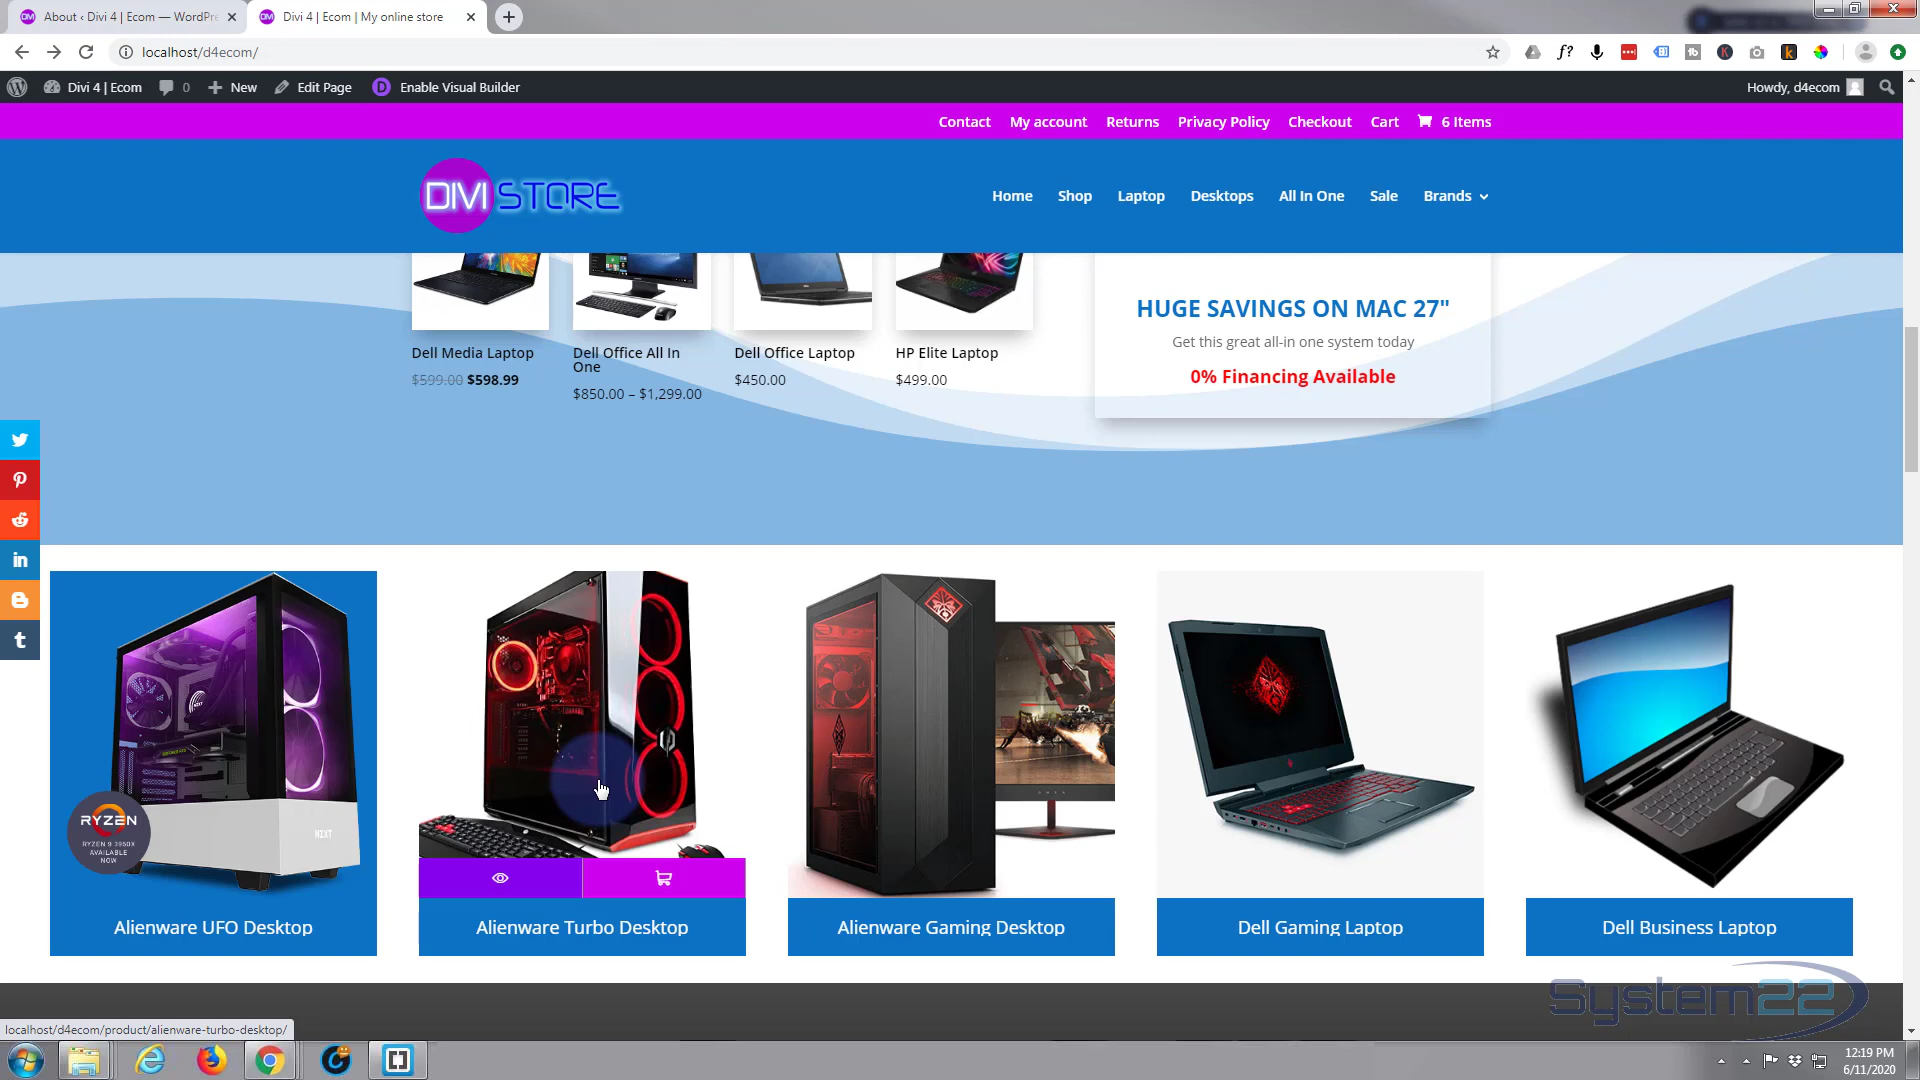 About ‹ Divi 4 | Ecom — WordPre
Divi 4 | Ecom | My online store
localhost/d4ecom/
Divi 4 | Ecom
0
New
Edit Page
Enable Visual Builder
Howdy, d4ecom
Contact
My account
Returns
Privacy Policy
Checkout
Cart
6 Items
DIVI STORE
Home
Shop
Laptop
Desktops
All In One
Sale
Brands
HUGE SAVINGS ON MAC 27"
Get this great all-in one system today
0% Financing Available
Dell Media Laptop
$599.00 $598.99
Dell Office All In
One
$850.00 – $1,299.00
Dell Office Laptop
$450.00
HP Elite Laptop
$499.00
RYZEN
RYZEN 9 3950X
AVAILABLE
NOW
NZXT
Alienware UFO Desktop
Alienware Turbo Desktop
Alienware Gaming Desktop
Dell Gaming Laptop
Dell Business Laptop
System22
localhost/d4ecom/product/alienware-turbo-desktop/
12:19 PM
6/11/2020